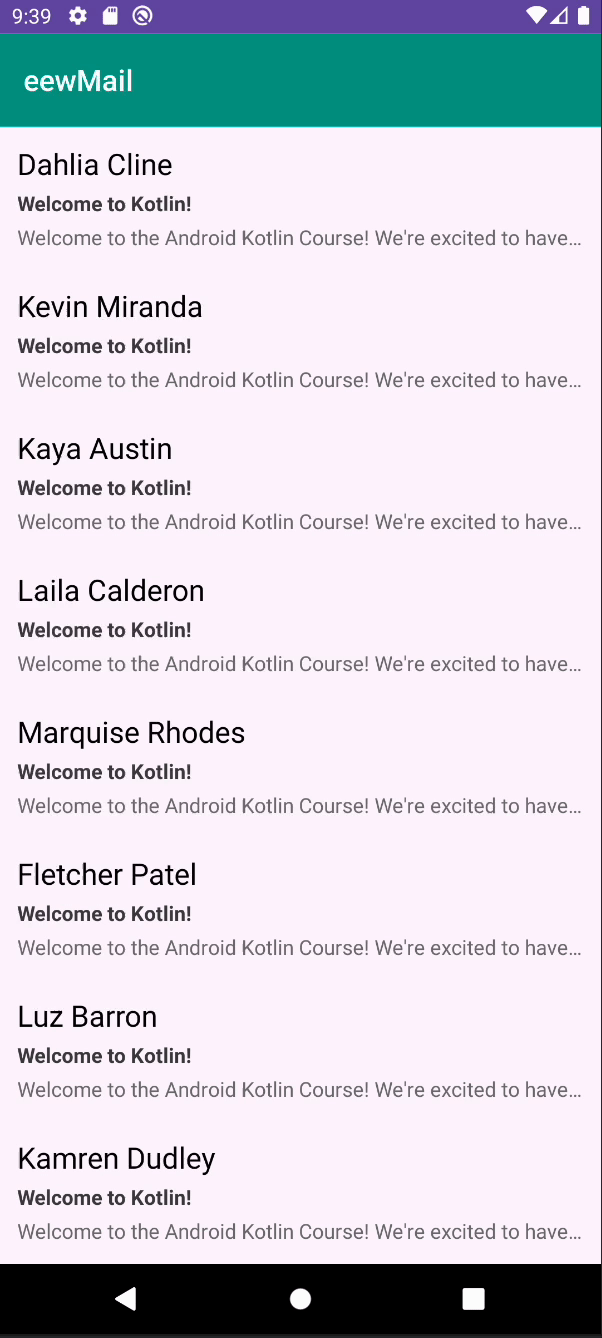 9:39
eewMail
Dahlia Cline
Welcome to Kotlin!
Welcome to the Android Kotlin Course! We're excited to have…
Kevin Miranda
Welcome to Kotlin!
Welcome to the Android Kotlin Course! We're excited to have…
Kaya Austin
Welcome to Kotlin!
Welcome to the Android Kotlin Course! We're excited to have…
Laila Calderon
Welcome to Kotlin!
Welcome to the Android Kotlin Course! We're excited to have…
Marquise Rhodes
Welcome to Kotlin!
Welcome to the Android Kotlin Course! We're excited to have…
Fletcher Patel
Welcome to Kotlin!
Welcome to the Android Kotlin Course! We're excited to have…
Luz Barron
Welcome to Kotlin!
Welcome to the Android Kotlin Course! We're excited to have…
Kamren Dudley
Welcome to Kotlin!
Welcome to the Android Kotlin Course! We're excited to have…